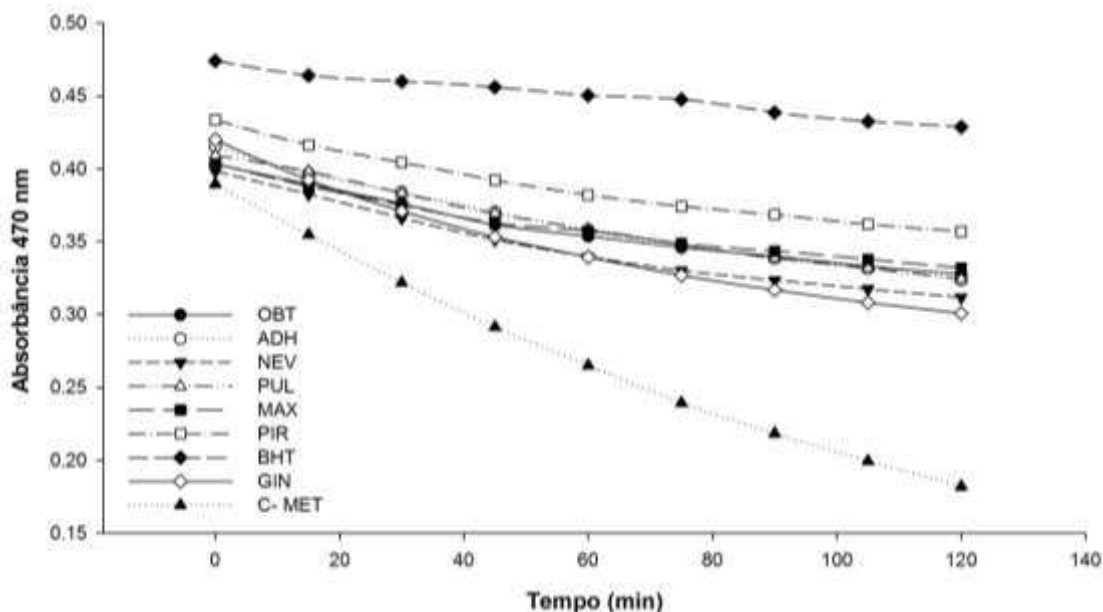 0.50
0.45
0.40
0.35
0.30
0.25
0.20
0.15
Absorbância 470 nm
OBT
ADH
NEV
PUL
MAX
PIR
BHT
GIN
C- MET
0 20 40 60 80 100 120 140
Tempo (min)